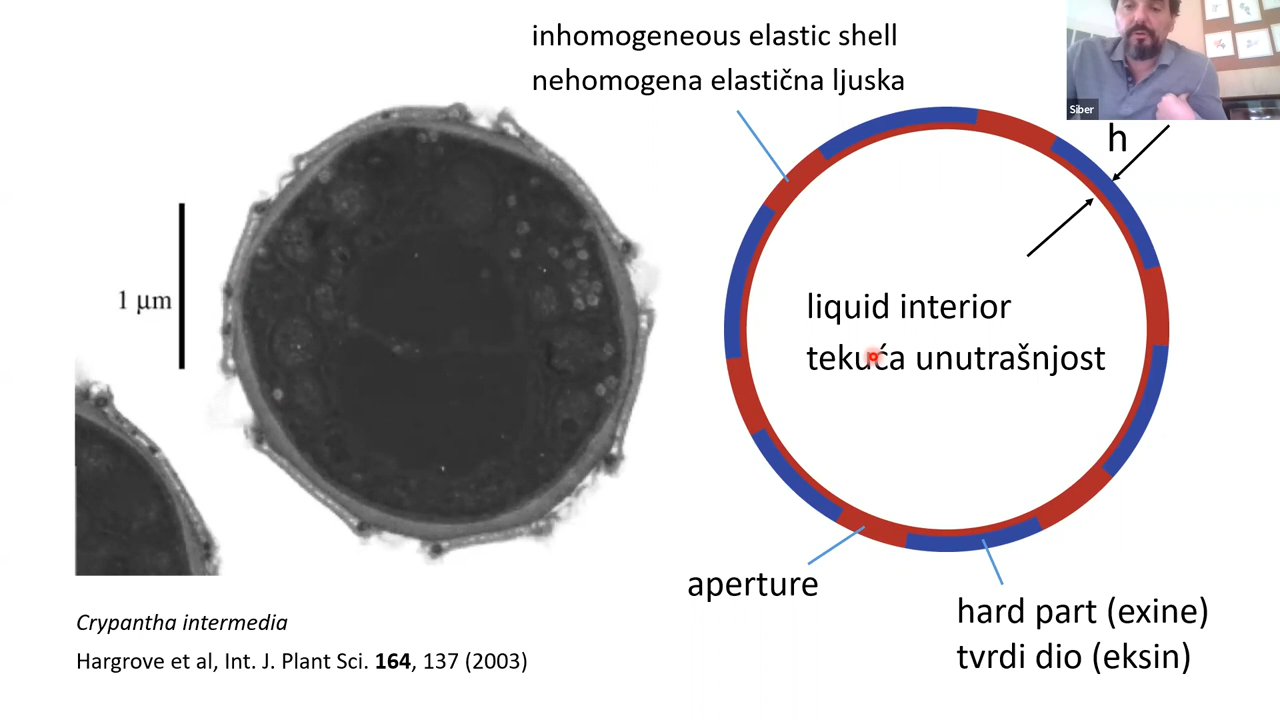 inhomogeneous elastic shell
nehomogena elastična ljuska
Siber
h
1 μm
liquid interior
tekuća unutrašnjost
aperture
hard part (exine)
tvrdi dio (eksin)
Crypantha intermedia
Hargrove et al, Int. J. Plant Sci. 164, 137 (2003)